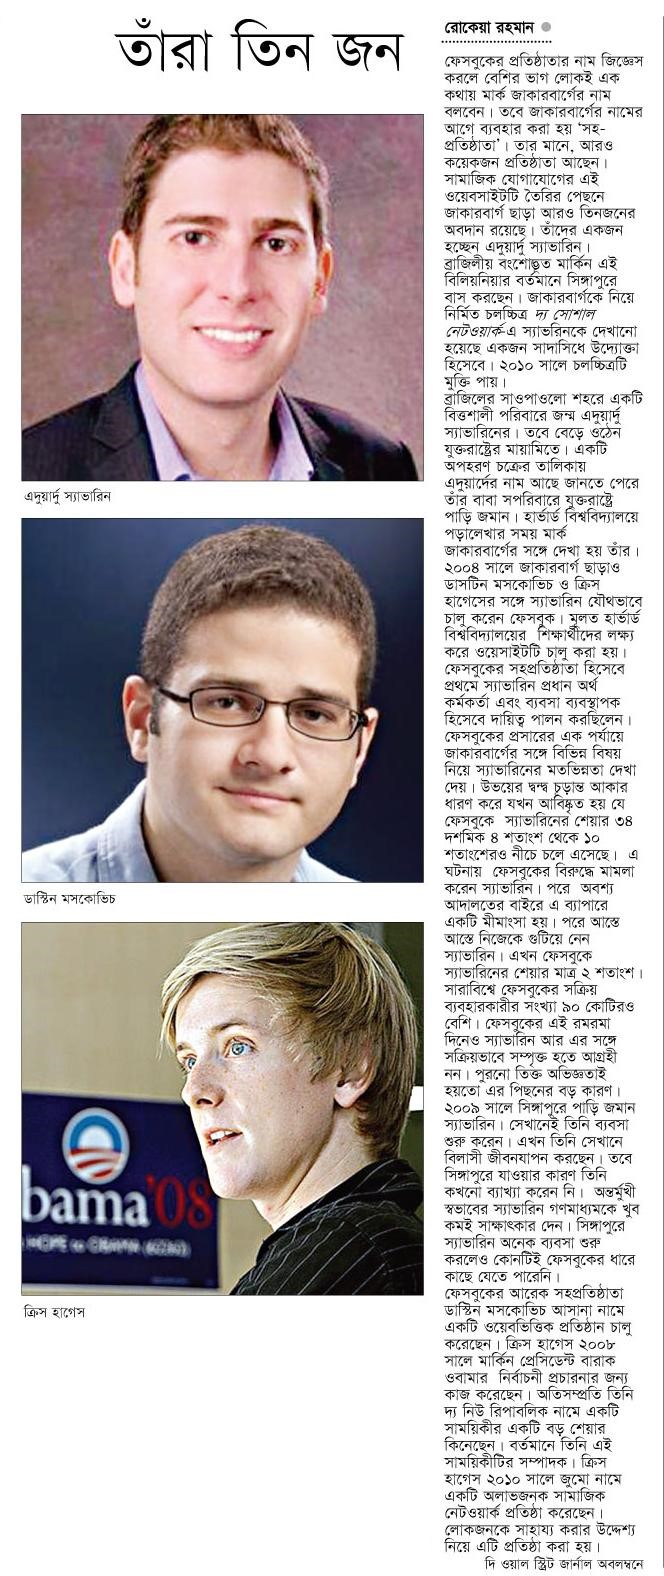 তাঁরা তিন জন
এদুয়ার্দু স্যাভারিন
ডাস্টিন মসকোভিচ
bama '08
HOPE to OBAMA (62262)
ক্রিস হাগেস
রোকেয়া রহমান
ফেসবুকের প্রতিষ্ঠাতার নাম জিজ্ঞেস
করলে বেশির ভাগ লোকই এক
কথায় মার্ক জাকারবার্গের নাম
বলবেন। তবে জাকারবার্গের নামের
আগে ব্যবহার করা হয় ‘সহ-
প্রতিষ্ঠাতা’। তার মানে, আরও
কয়েকজন প্রতিষ্ঠাতা আছেন।
সামাজিক যোগাযোগের এই
ওয়েবসাইটটি তৈরির পেছনে
জাকারবার্গ ছাড়া আরও তিনজনের
অবদান রয়েছে। তাঁদের একজন
হচ্ছেন এদুয়ার্দু স্যাভারিন।
ব্রাজিলীয় বংশোদ্ভূত মার্কিন এই
বিলিয়নিয়ার বর্তমানে সিঙ্গাপুরে
বাস করছেন। জাকারবার্গকে নিয়ে
নির্মিত চলচ্চিত্র দ্য সোশাল
নেটওয়ার্ক-এ স্যাভরিনকে দেখানো
হয়েছে একজন সাদাসিধে উদ্যোক্তা
হিসেবে। ২০১০ সালে চলচ্চিত্রটি
মুক্তি পায়।
ব্রাজিলের সাওপাওলো শহরে একটি
বিত্তশালী পরিবারে জন্ম এদুয়ার্দু
স্যাভারিনের। তবে বেড়ে ওঠেন
যুক্তরাষ্ট্রের মায়ামিতে। একটি
অপহরণ চক্রের তালিকায়
এদুয়ার্দের নাম আছে জানতে পেরে
তাঁর বাবা সপরিবারে যুক্তরাষ্ট্রে
পাড়ি জমান। হার্ভার্ড বিশ্ববিদ্যালয়ে
পড়ালেখার সময় মার্ক
জাকারবার্গের সঙ্গে দেখা হয় তাঁর।
২০০৪ সালে জাকারবার্গ ছাড়াও
ডাসটিন মসকোভিচ ও ক্রিস
হাগেসের সঙ্গে স্যাভারিন যৌথভাবে
চালু করেন ফেসবুক। মূলত হার্ভার্ড
বিশ্ববিদ্যালয়ের শিক্ষার্থীদের লক্ষ্য
করে ওয়েসাইটটি চালু করা হয়।
ফেসবুকের সহপ্রতিষ্ঠাতা হিসেবে
প্রথমে স্যাভারিন প্রধান অর্থ
কর্মকর্তা এবং ব্যবসা ব্যবস্থাপক
হিসেবে দায়িত্ব পালন করছিলেন।
ফেসবুকের প্রসারের এক পর্যায়ে
জাকারবার্গের সঙ্গে বিভিন্ন বিষয়
নিয়ে স্যাভারিনের মতভিন্নতা দেখা
দেয়। উভয়ের দ্বন্দ্ব চূড়ান্ত আকার
ধারণ করে যখন আবিষ্কৃত হয় যে
ফেসবুকে স্যাভারিনের শেয়ার ৩৪
দশমিক ৪ শতাংশ থেকে ১০
শতাংশেরও নীচে চলে এসেছে। এ
ঘটনায় ফেসবুকের বিরুদ্ধে মামলা
করেন স্যাভারিন। পরে অবশ্য
আদালতের বাইরে এ ব্যাপারে
একটি মীমাংসা হয়। পরে আস্তে
আস্তে নিজেকে গুটিয়ে নেন
স্যাভারিন। এখন ফেসবুকে
স্যাভারিনের শেয়ার মাত্র ২ শতাংশ।
সারাবিশ্বে ফেসবুকের সক্রিয়
ব্যবহারকারীর সংখ্যা ৯০ কোটিরও
বেশি। ফেসবুকের এই রমরমা
দিনেও স্যাভারিন আর এর সঙ্গে
সক্রিয়ভাবে সম্পৃক্ত হতে আগ্রহী
নন। পুরনো তিক্ত অভিজ্ঞতাই
হয়তো এর পিছনের বড় কারণ।
২০০৯ সালে সিঙ্গাপুরে পাড়ি জমান
স্যাভারিন। সেখানেই তিনি ব্যবসা
শুরু করেন। এখন তিনি সেখানে
বিলাসী জীবনযাপন করছেন। তবে
সিঙ্গাপুরে যাওয়ার কারণ তিনি
কখনো ব্যাখ্যা করেন নি। অন্তর্মুখী
স্বভাবের স্যাভারিন গণমাধ্যমকে খুব
কমই সাক্ষাৎকার দেন। সিঙ্গাপুরে
স্যাভারিন অনেক ব্যবসা শুরু
করলেও কোনটিই ফেসবুকের ধারে
কাছে যেতে পারেনি।
ফেসবুকের আরেক সহপ্রতিষ্ঠাতা
ডাস্টিন মসকোভিচ আসানা নামে
একটি ওয়েবভিত্তিক প্রতিষ্ঠান চালু
করেছেন। ক্রিস হাগেস ২০০৮
সালে মার্কিন প্রেসিডেন্ট বারাক
ওবামার নির্বাচনী প্রচারনার জন্য
কাজ করেছেন। অতিসম্প্রতি তিনি
দ্য নিউ রিপাবলিক নামে একটি
সাময়িকীর একটি বড় শেয়ার
কিনেছেন। বর্তমানে তিনি এই
সাময়িকীটির সম্পাদক। ক্রিস
হাগেস ২০১০ সালে জুমো নামে
একটি অলাভজনক সামাজিক
নেটওয়ার্ক প্রতিষ্ঠা করেছেন।
লোকজনকে সাহায্য করার উদ্দেশ্য
নিয়ে এটি প্রতিষ্ঠা করা হয়।
দি ওয়াল স্ট্রিট জার্নাল অবলম্বনে